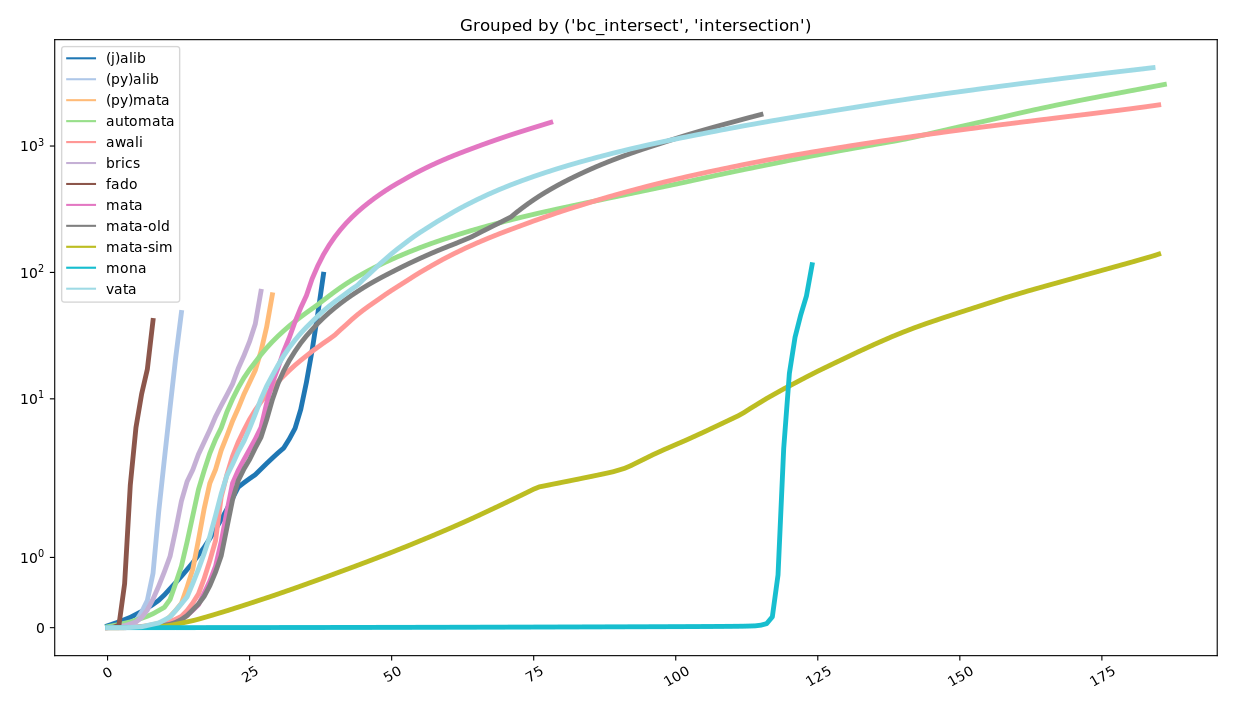 Grouped by ('bc_intersect', 'intersection')
(j)alib
(py)alib
(py)mata
automata
awali
brics
fado
mata
mata-old
mata-sim
mona
vata
10³
10²
10¹
10⁰
0
0
25
50
75
100
125
150
175